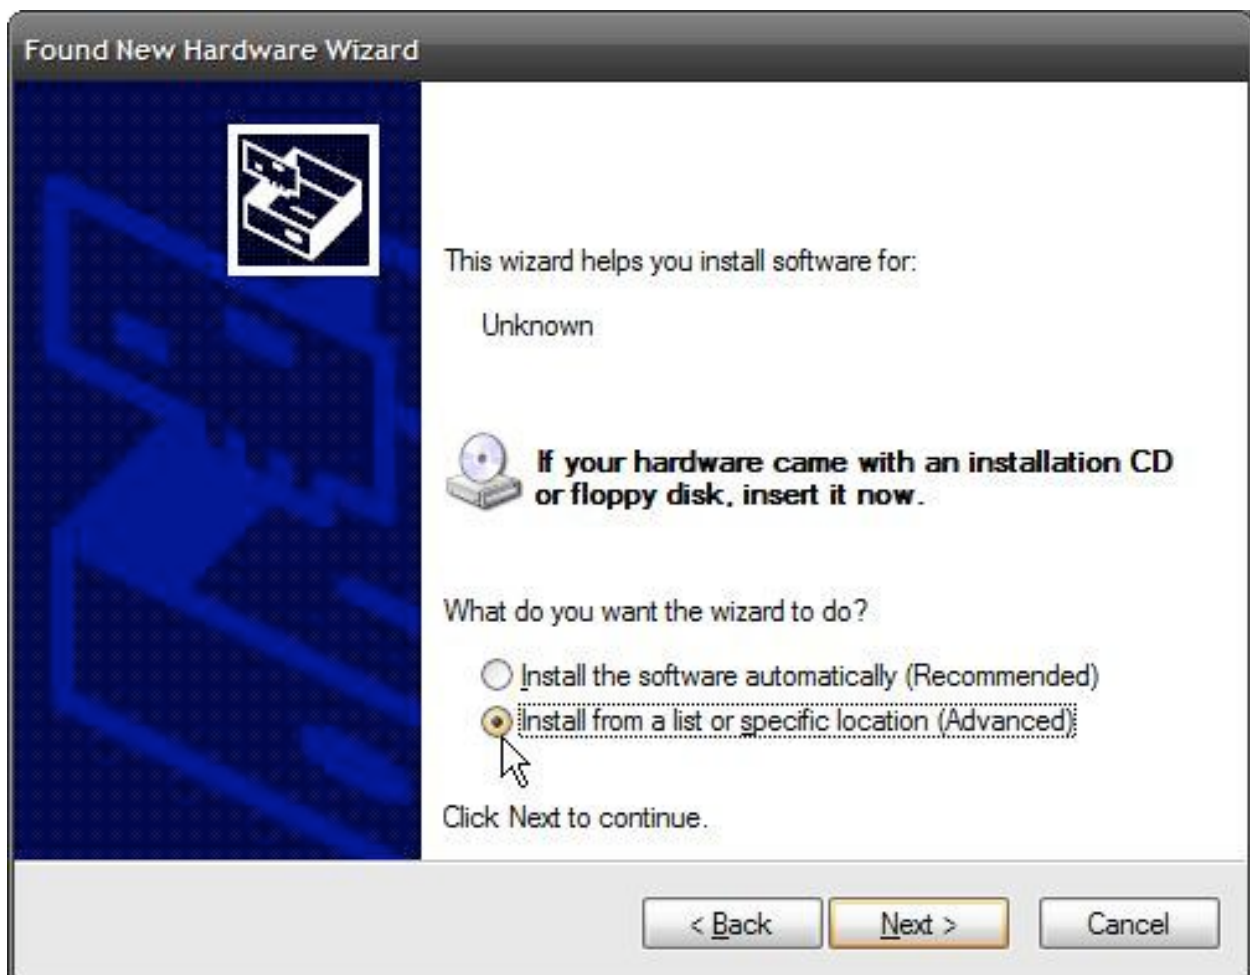 Found New Hardware Wizard
This wizard helps you install software for:
Unknown
If your hardware came with an installation CD
or floppy disk, insert it now.
What do you want the wizard to do?
Install the software automatically (Recommended)
Install from a list or specific location (Advanced)
Click Next to continue.
< Back Next > Cancel